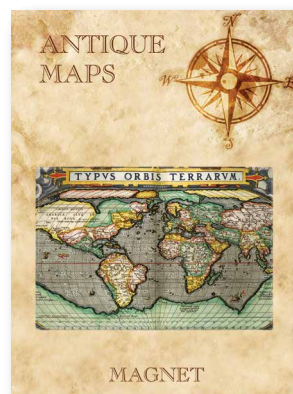 ANTIQUE
MAPS
N
W
E
S
TYPVS ORBIS TERRARVM
MAGNET